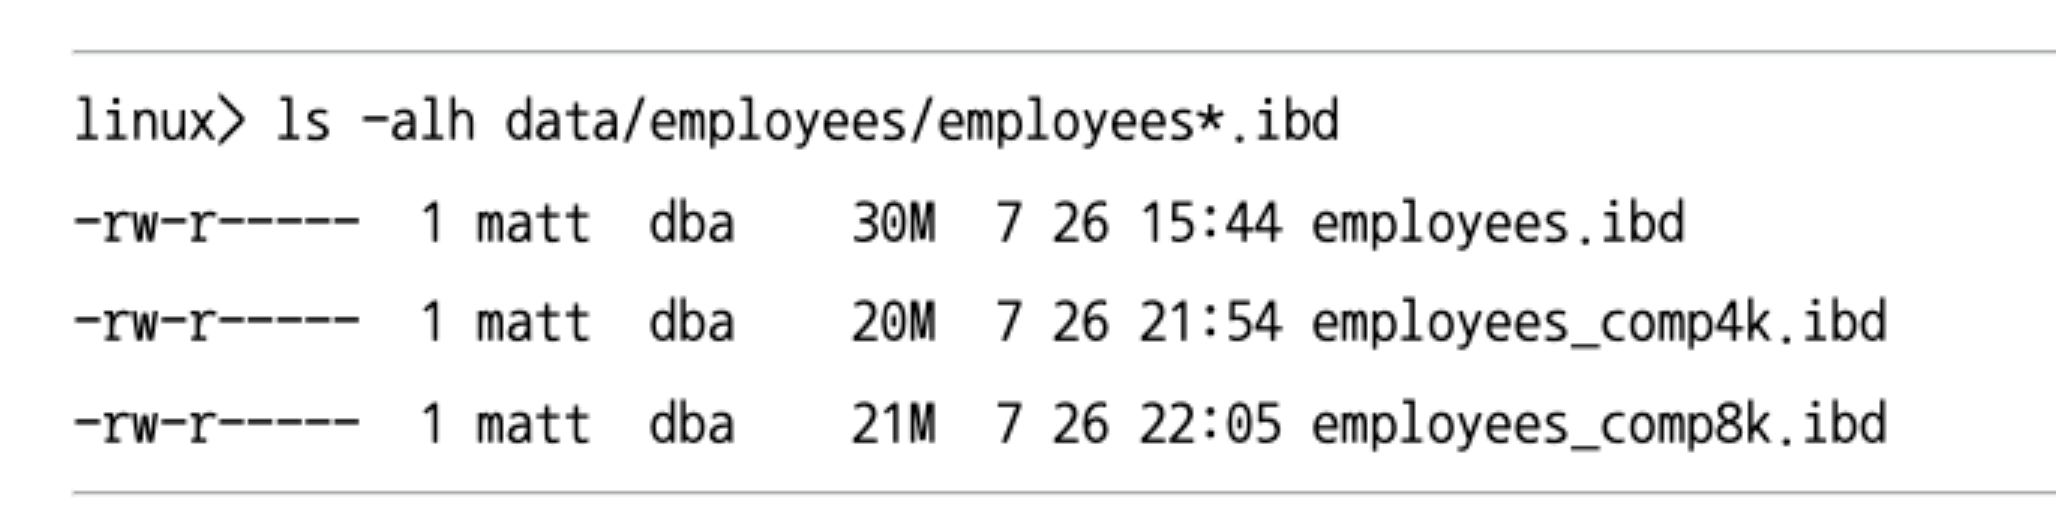 linux> ls -alh data/employees/employees*.ibd
-rw-r----- 1 matt dba 30M 7 26 15:44 employees.ibd
-rw-r----- 1 matt dba 20M 7 26 21:54 employees_comp4k.ibd
-rw-r----- 1 matt dba 21M 7 26 22:05 employees_comp8k.ibd